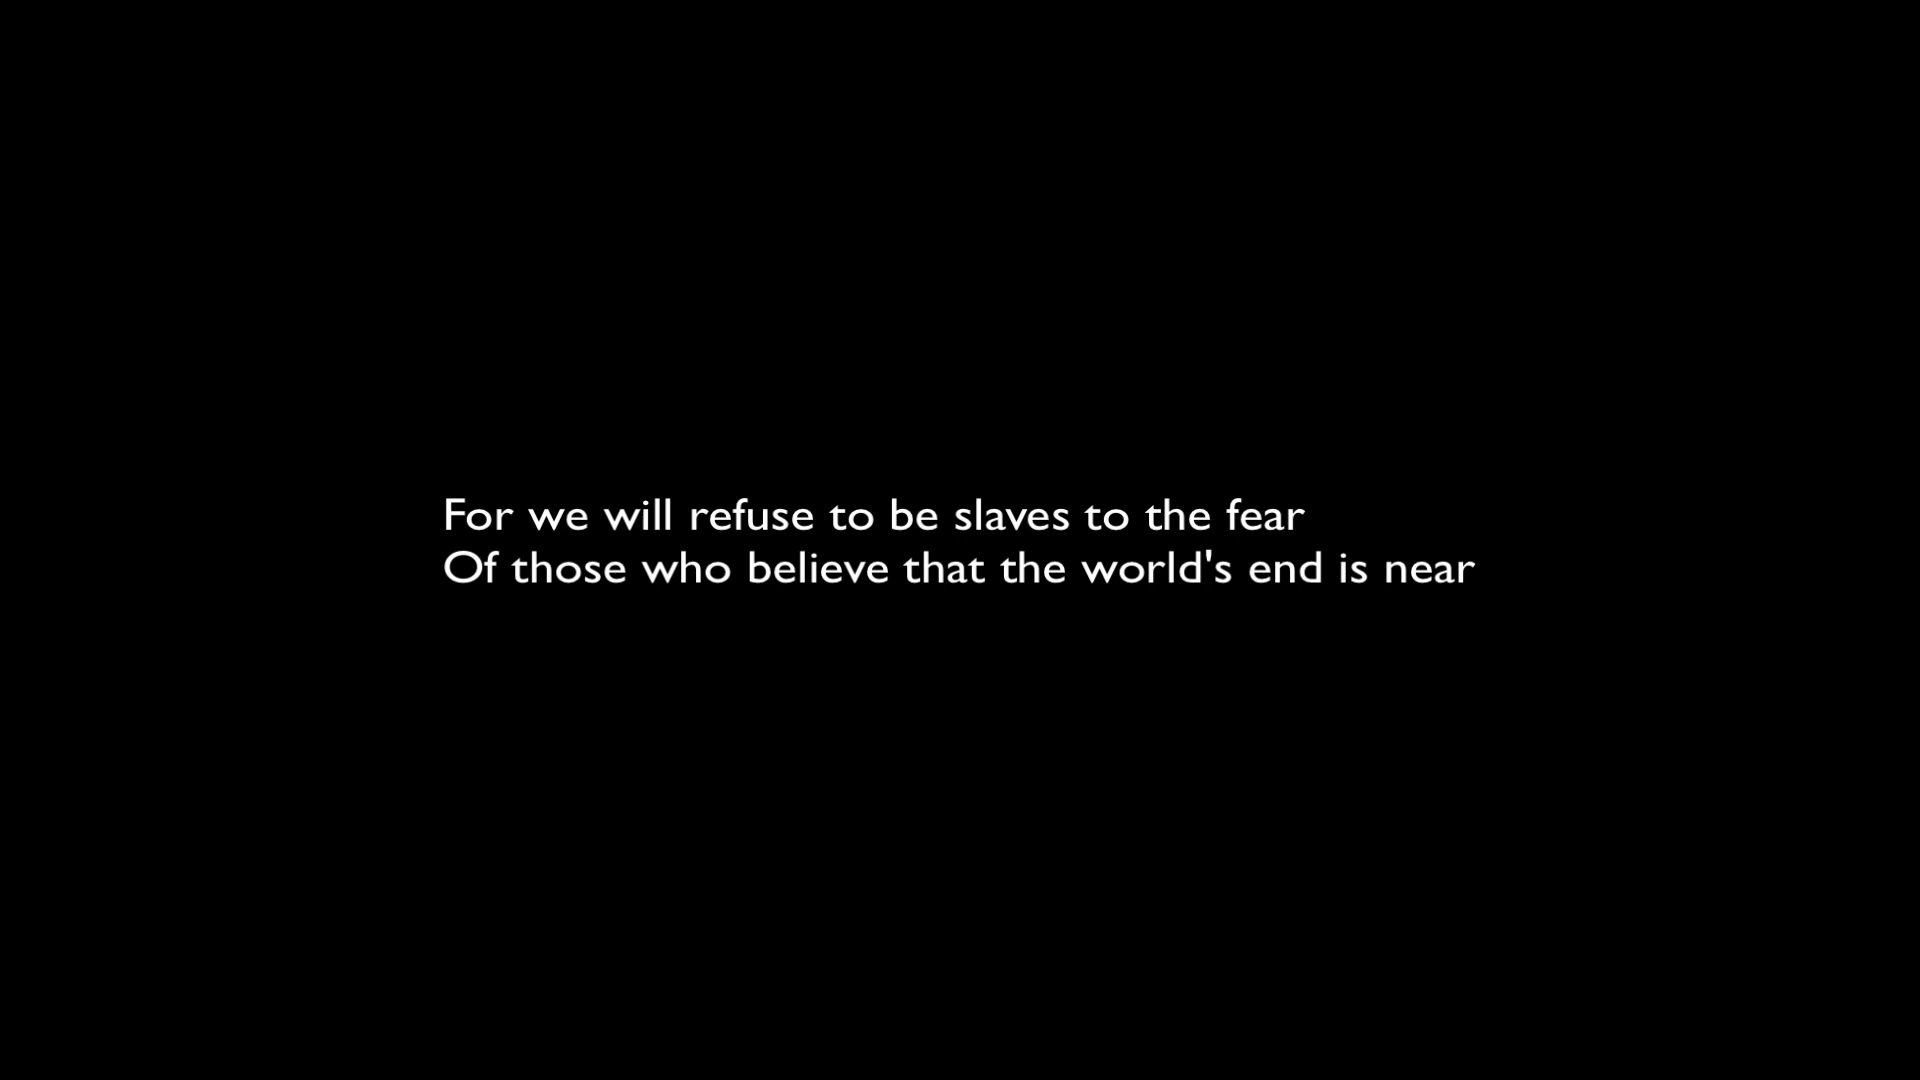 For we will refuse to be slaves to the fear
Of those who believe that the world's end is near